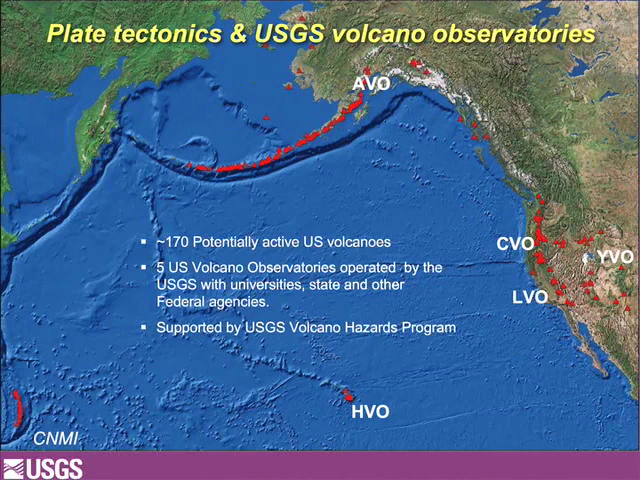 Plate tectonics & USGS volcano observatories
AVO
~170 Potentially active US volcanoes
5 US Volcano Observatories operated by the
USGS with universities, state and other
Federal agencies.
Supported by USGS Volcano Hazards Program
CVO
YVO
LVO
HVO
CNMI
USGS